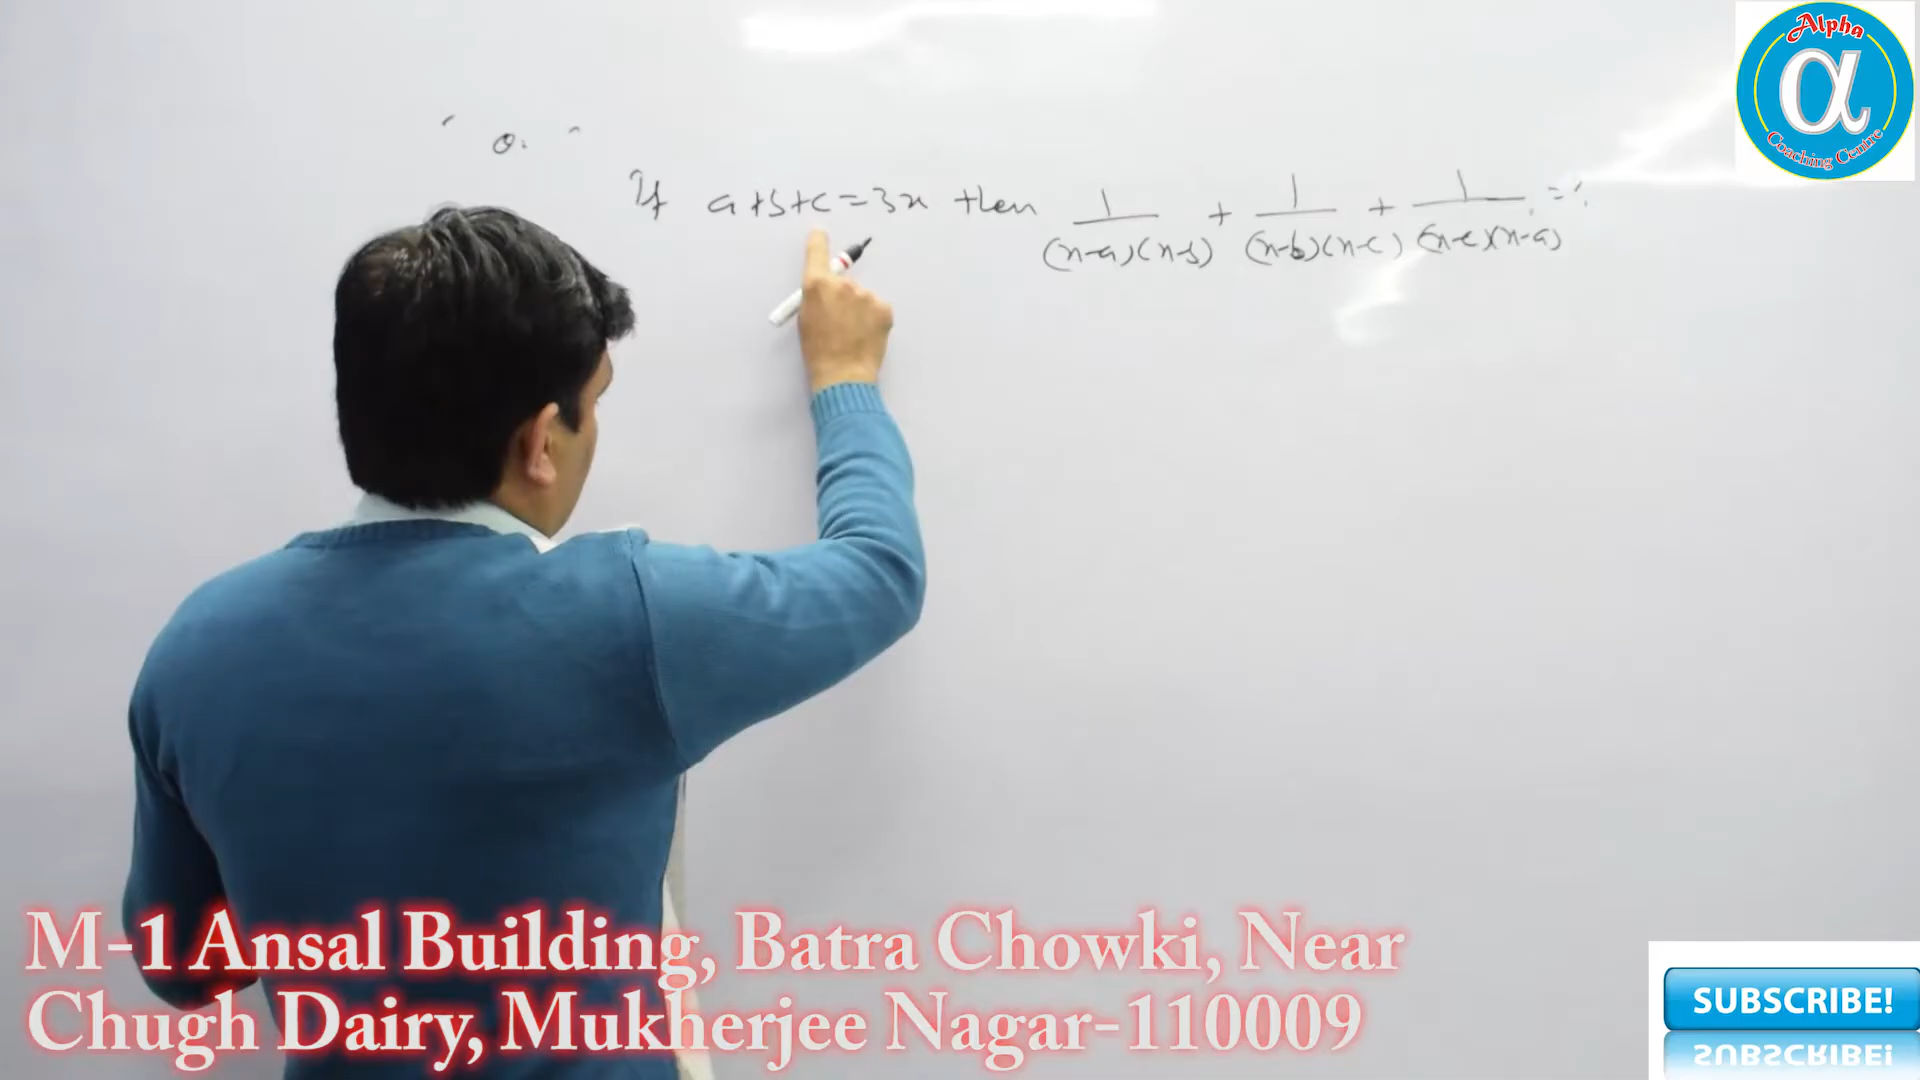 Alpha
α
Coaching Centre
Q.
If a+b+c=3x then 1/(x-a)(x-b) + 1/(x-b)(x-c) + 1/(x-c)(x-a) = ?
M-1 Ansal Building, Batra Chowki, Near
Chugh Dairy, Mukherjee Nagar-110009
SUBSCRIBE!